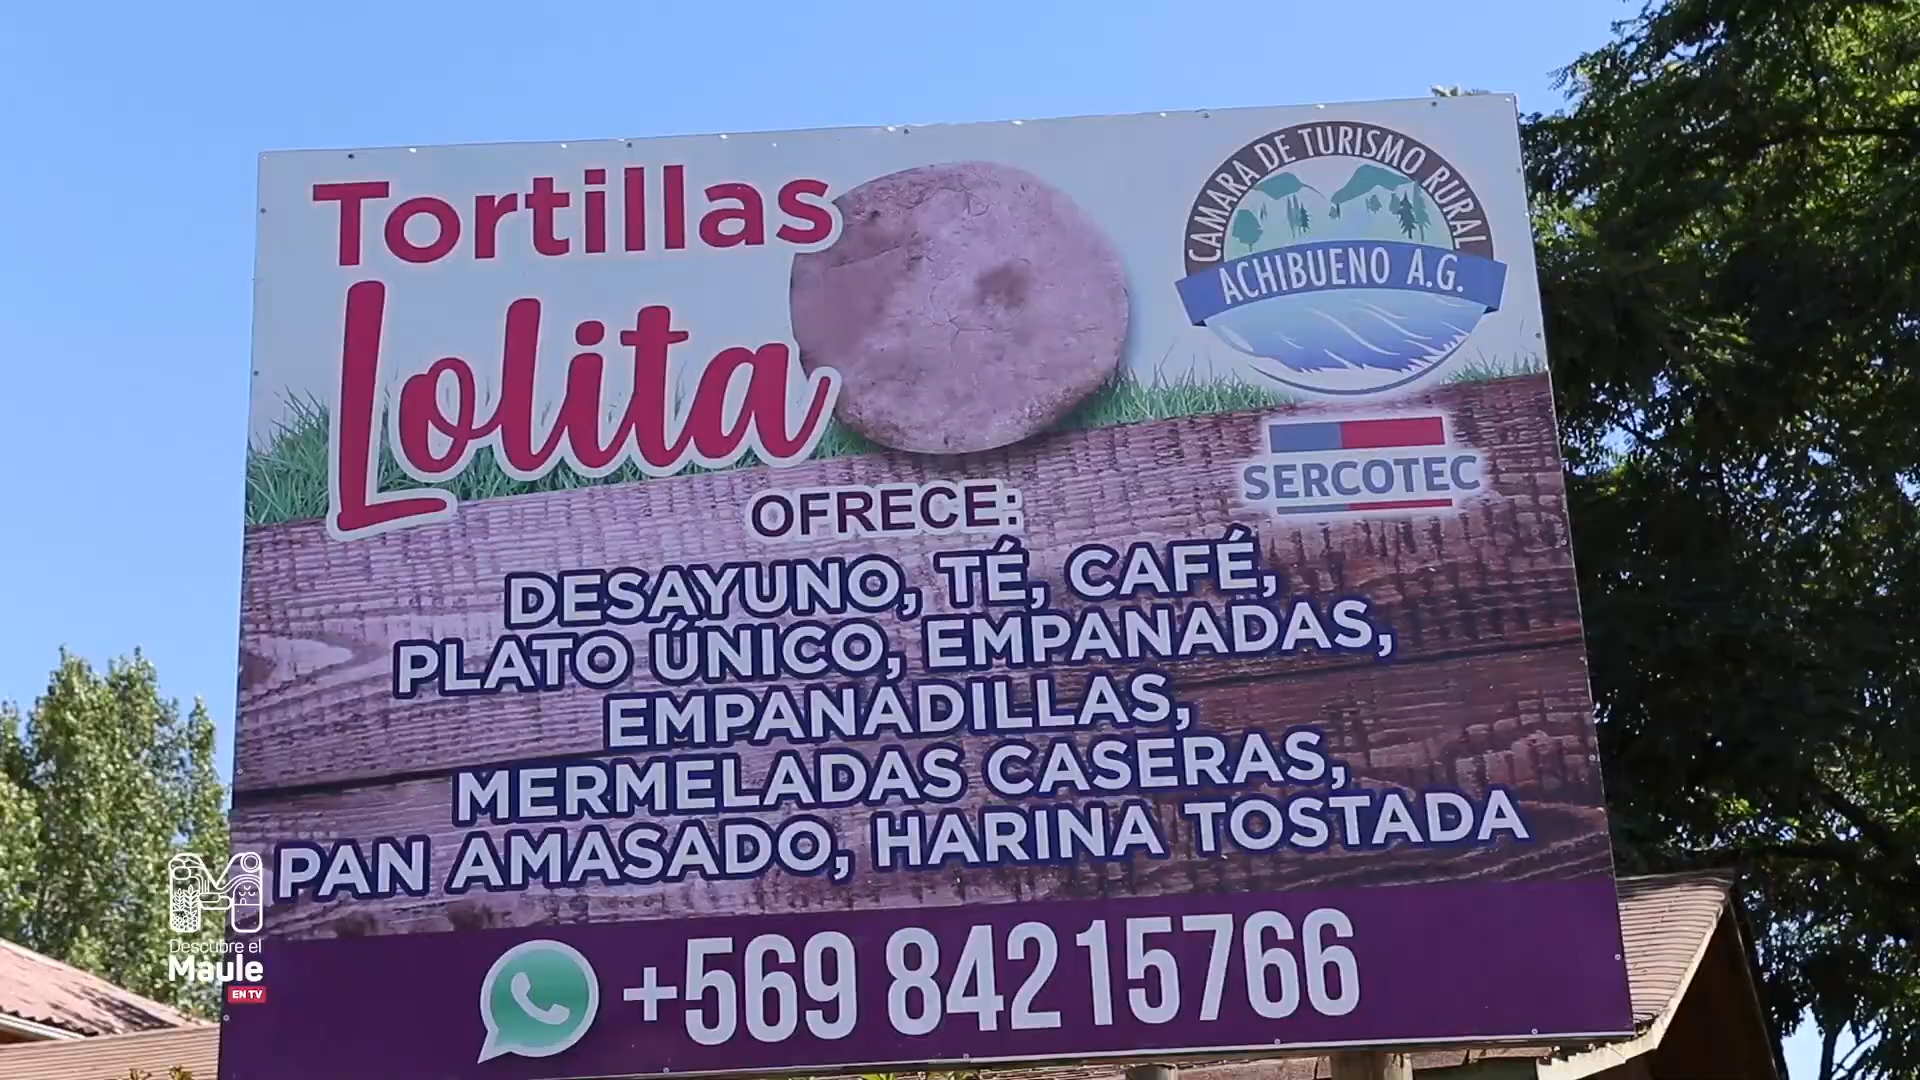 Tortillas
Lolita
CAMARA DE TURISMO RURAL
ACHIBUENO A.G.
SERCOTEC
OFRECE:
DESAYUNO, TÉ, CAFÉ,
PLATO ÚNICO, EMPANADAS,
EMPANADILLAS,
MERMELADAS CASERAS,
PAN AMASADO, HARINA TOSTADA
+569 84215766
Descubre el
Maule
EN TV